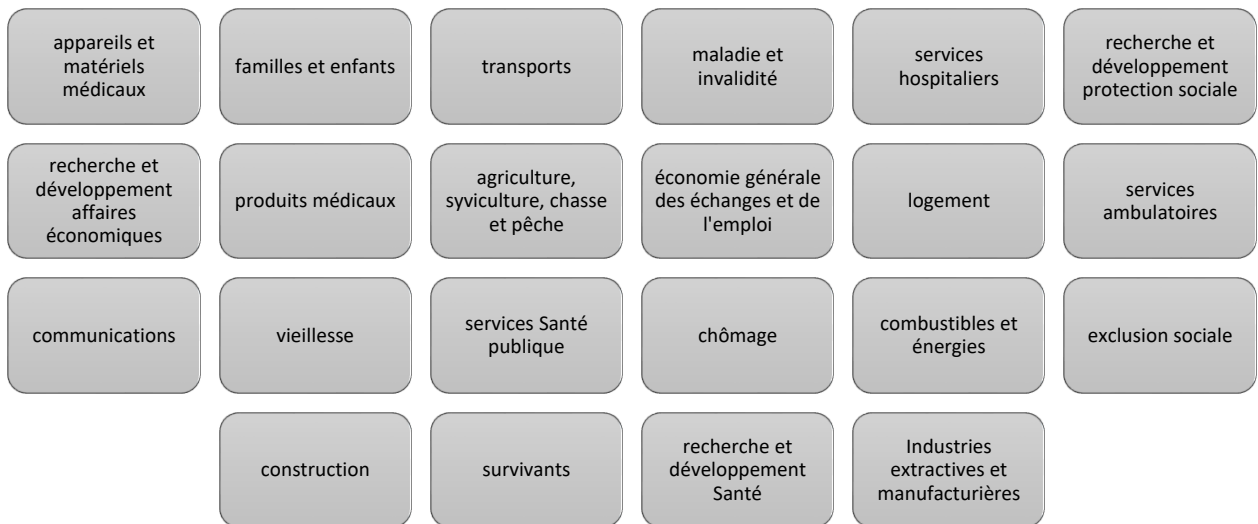 appareils et
matériels
médicaux
familles et enfants
transports
maladie et
invalidité
services
hospitaliers
recherche et
développement
protection sociale
recherche et
développement
affaires
économiques
produits médicaux
agriculture,
syviculture, chasse
et pêche
économie générale
des échanges et de
l'emploi
logement
services
ambulatoires
communications
vieillesse
services Santé
publique
chômage
combustibles et
énergies
exclusion sociale
construction
survivants
recherche et
développement
Santé
Industries
extractives et
manufacturières